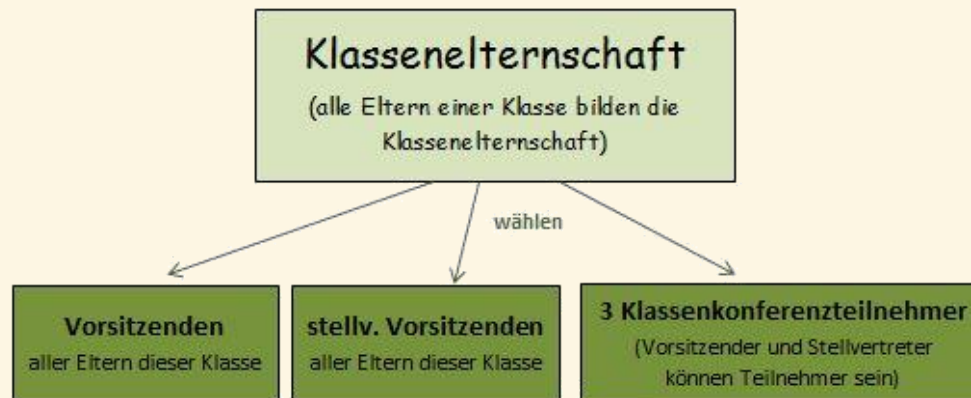 Klassenelternschaft
(alle Eltern einer Klasse bilden die
Klassenelternschaft)
wählen
Vorsitzenden
aller Eltern dieser Klasse
stellv. Vorsitzenden
aller Eltern dieser Klasse
3 Klassenkonferenzteilnehmer
(Vorsitzender und Stellvertreter
können Teilnehmer sein)